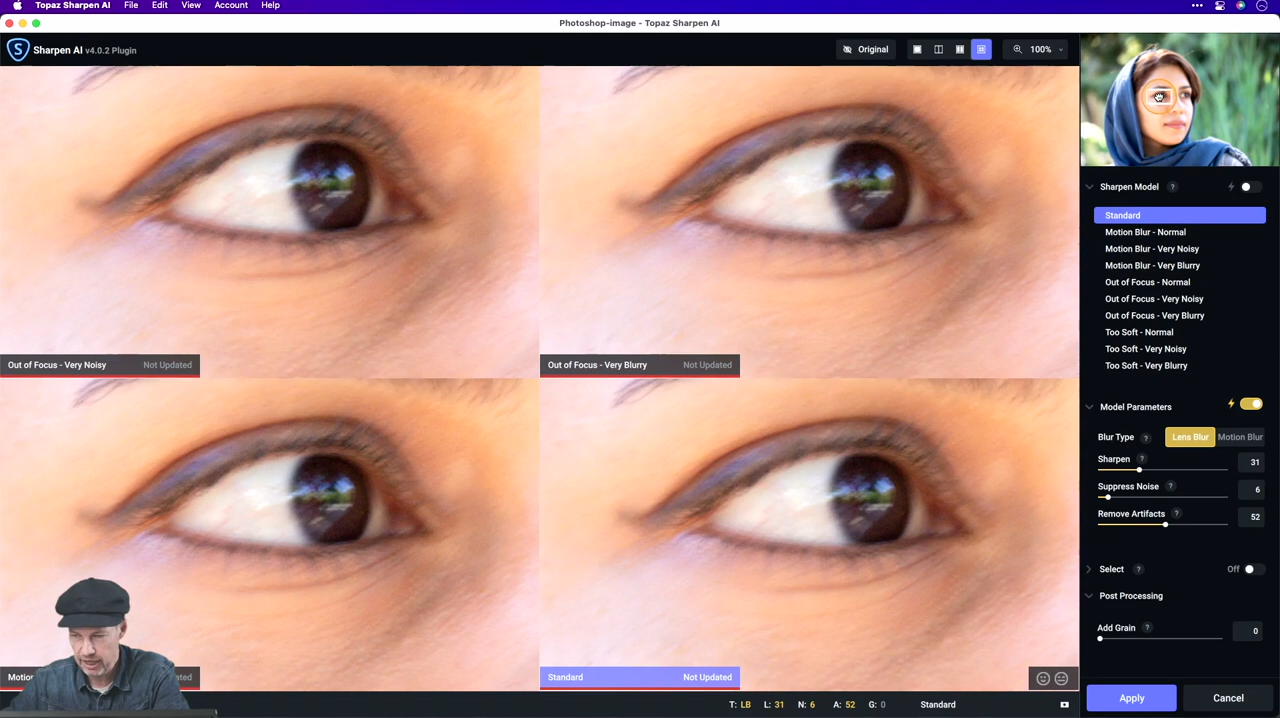 Topaz Sharpen AI File Edit View Account Help
Photoshop-image - Topaz Sharpen AI
S Sharpen AI v4.0.2 Plugin
Original
100%
Sharpen Model ?
Standard
Motion Blur - Normal
Motion Blur - Very Noisy
Motion Blur - Very Blurry
Out of Focus - Normal
Out of Focus - Very Noisy
Out of Focus - Very Blurry
Too Soft - Normal
Too Soft - Very Noisy
Too Soft - Very Blurry
Out of Focus - Very Noisy Not Updated
Out of Focus - Very Blurry Not Updated
Model Parameters
Blur Type ? Lens Blur Motion Blur
Sharpen ? 31
Suppress Noise ? 6
Remove Artifacts ? 52
Select ? Off
Post Processing
Add Grain ? 0
Standard Not Updated
T: LB L: 31 N: 6 A: 52 G: 0 Standard
Apply Cancel